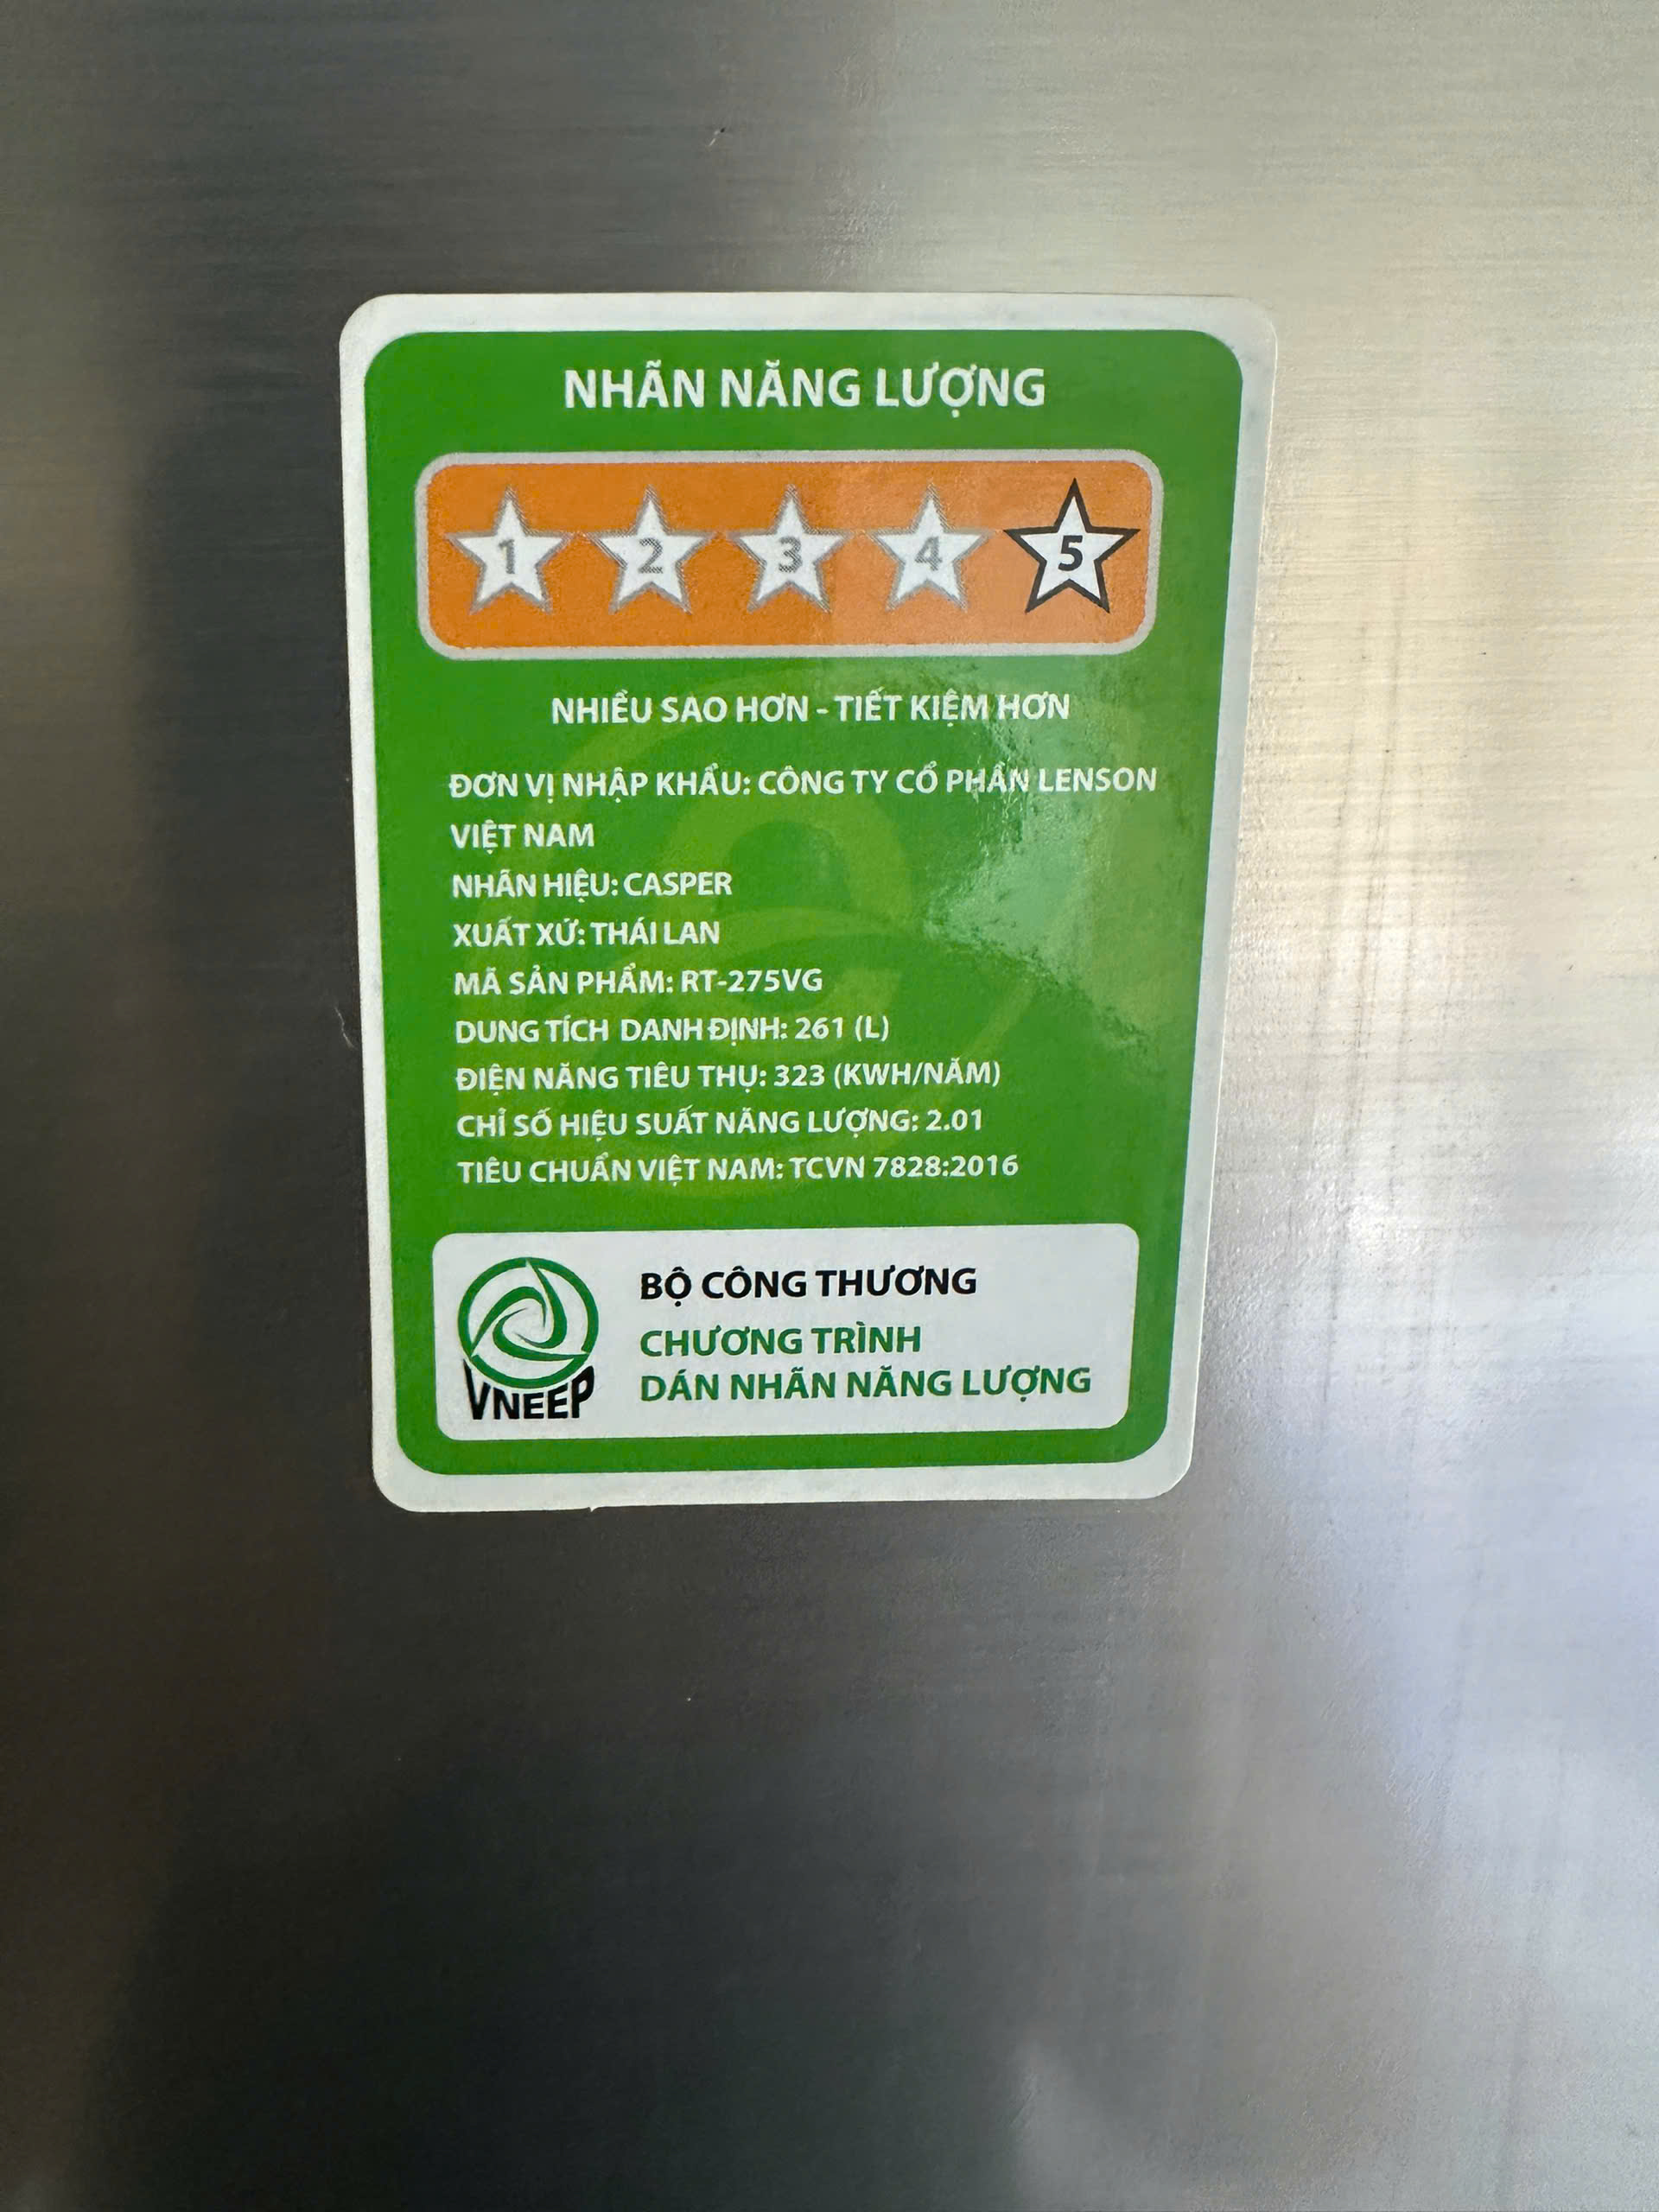 NHÃN NĂNG LƯỢNG
1 2 3 4 5
NHIỀU SAO HƠN - TIẾT KIỆM HƠN
ĐƠN VỊ NHẬP KHẨU: CÔNG TY CỔ PHẦN LENSON
VIỆT NAM
NHÃN HIỆU: CASPER
XUẤT XỨ: THÁI LAN
MÃ SẢN PHẨM: RT-275VG
DUNG TÍCH DANH ĐỊNH: 261 (L)
ĐIỆN NĂNG TIÊU THỤ: 323 (KWH/NĂM)
CHỈ SỐ HIỆU SUẤT NĂNG LƯỢNG: 2.01
TIÊU CHUẨN VIỆT NAM: TCVN 7828:2016
BỘ CÔNG THƯƠNG
CHƯƠNG TRÌNH
DÁN NHÃN NĂNG LƯỢNG
VNEEP